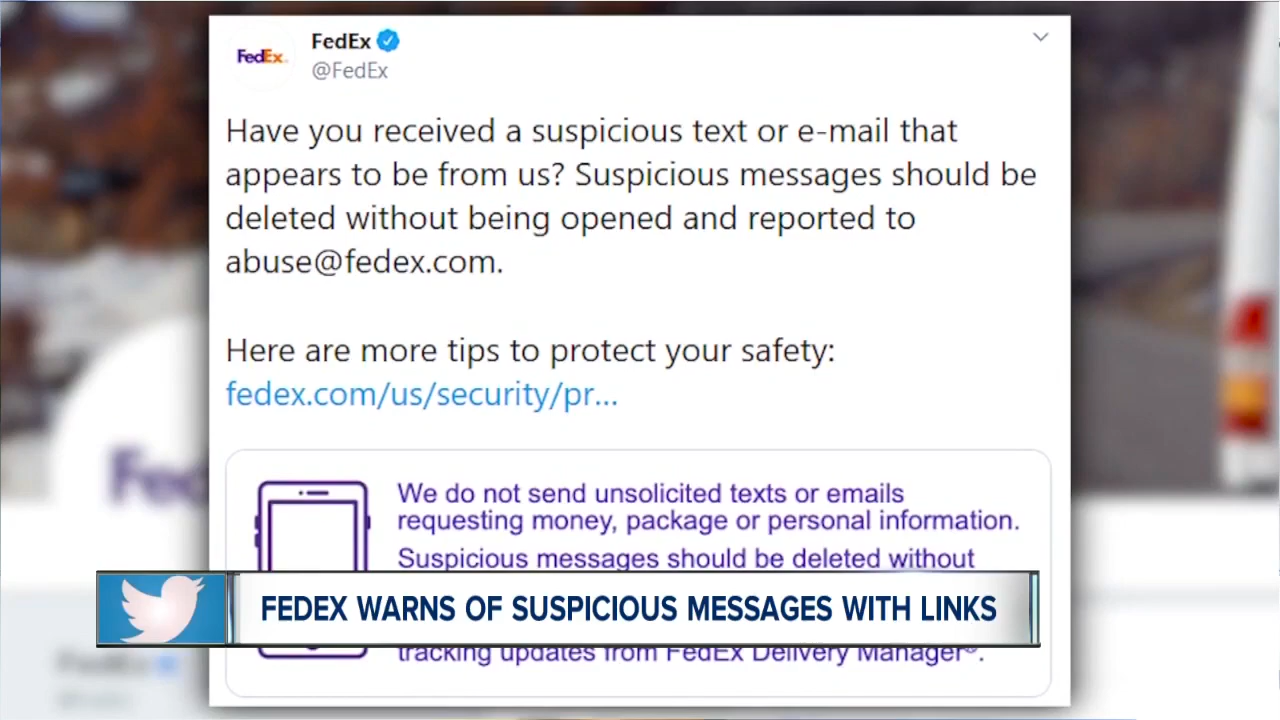 FedEx
FedEx
@FedEx
Have you received a suspicious text or e-mail that
appears to be from us? Suspicious messages should be
deleted without being opened and reported to
abuse@fedex.com.
Here are more tips to protect your safety:
fedex.com/us/security/pr...
We do not send unsolicited texts or emails
requesting money, package or personal information.
Suspicious messages should be deleted without
FEDEX WARNS OF SUSPICIOUS MESSAGES WITH LINKS
tracking updates from FedEx Delivery Manager®.
Fed
FedEx